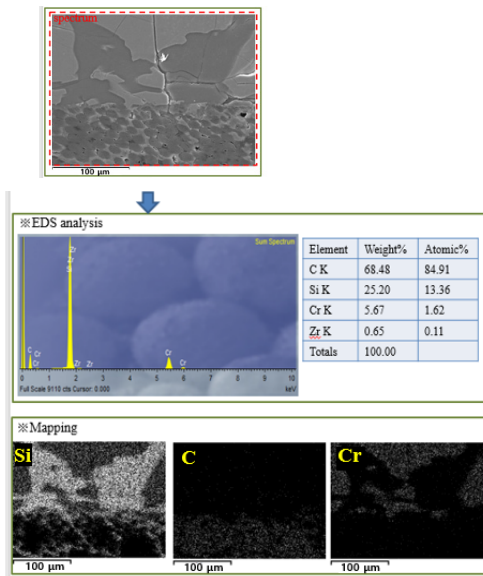 spectrum
100 μm
※EDS analysis
Sum Spectrum
Zr
Zr
Si
C Cr
Cr
Zr Zr
Cr
Cr
0 1 2 3 4 5 6 7 8 9 10
Full Scale 9110 cts Cursor: 0.000 keV
Element Weight% Atomic%
C K 68.48 84.91
Si K 25.20 13.36
Cr K 5.67 1.62
Zr K 0.65 0.11
Totals 100.00
※Mapping
Si C Cr
100 μm 100 μm 100 μm